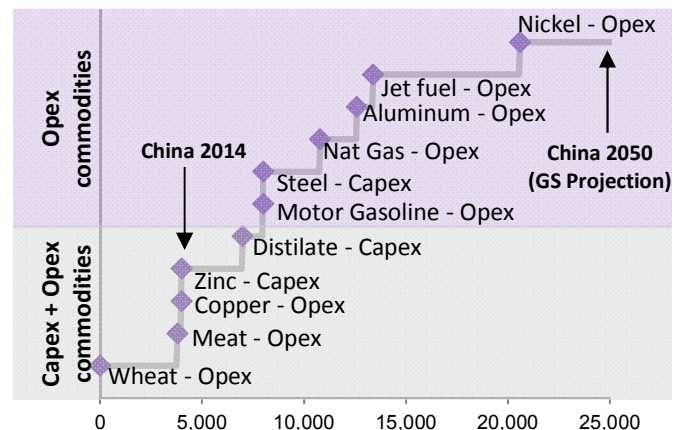 Nickel - Opex
Jet fuel - Opex
Aluminum - Opex
Nat Gas - Opex
Steel - Capex
Motor Gasoline - Opex
Distilate - Capex
Zinc - Capex
Copper - Opex
Meat - Opex
Wheat - Opex
China 2014
China 2050
(GS Projection)
Opex
commodities
Capex + Opex
commodities
0
5,000
10,000
15,000
20,000
25,000